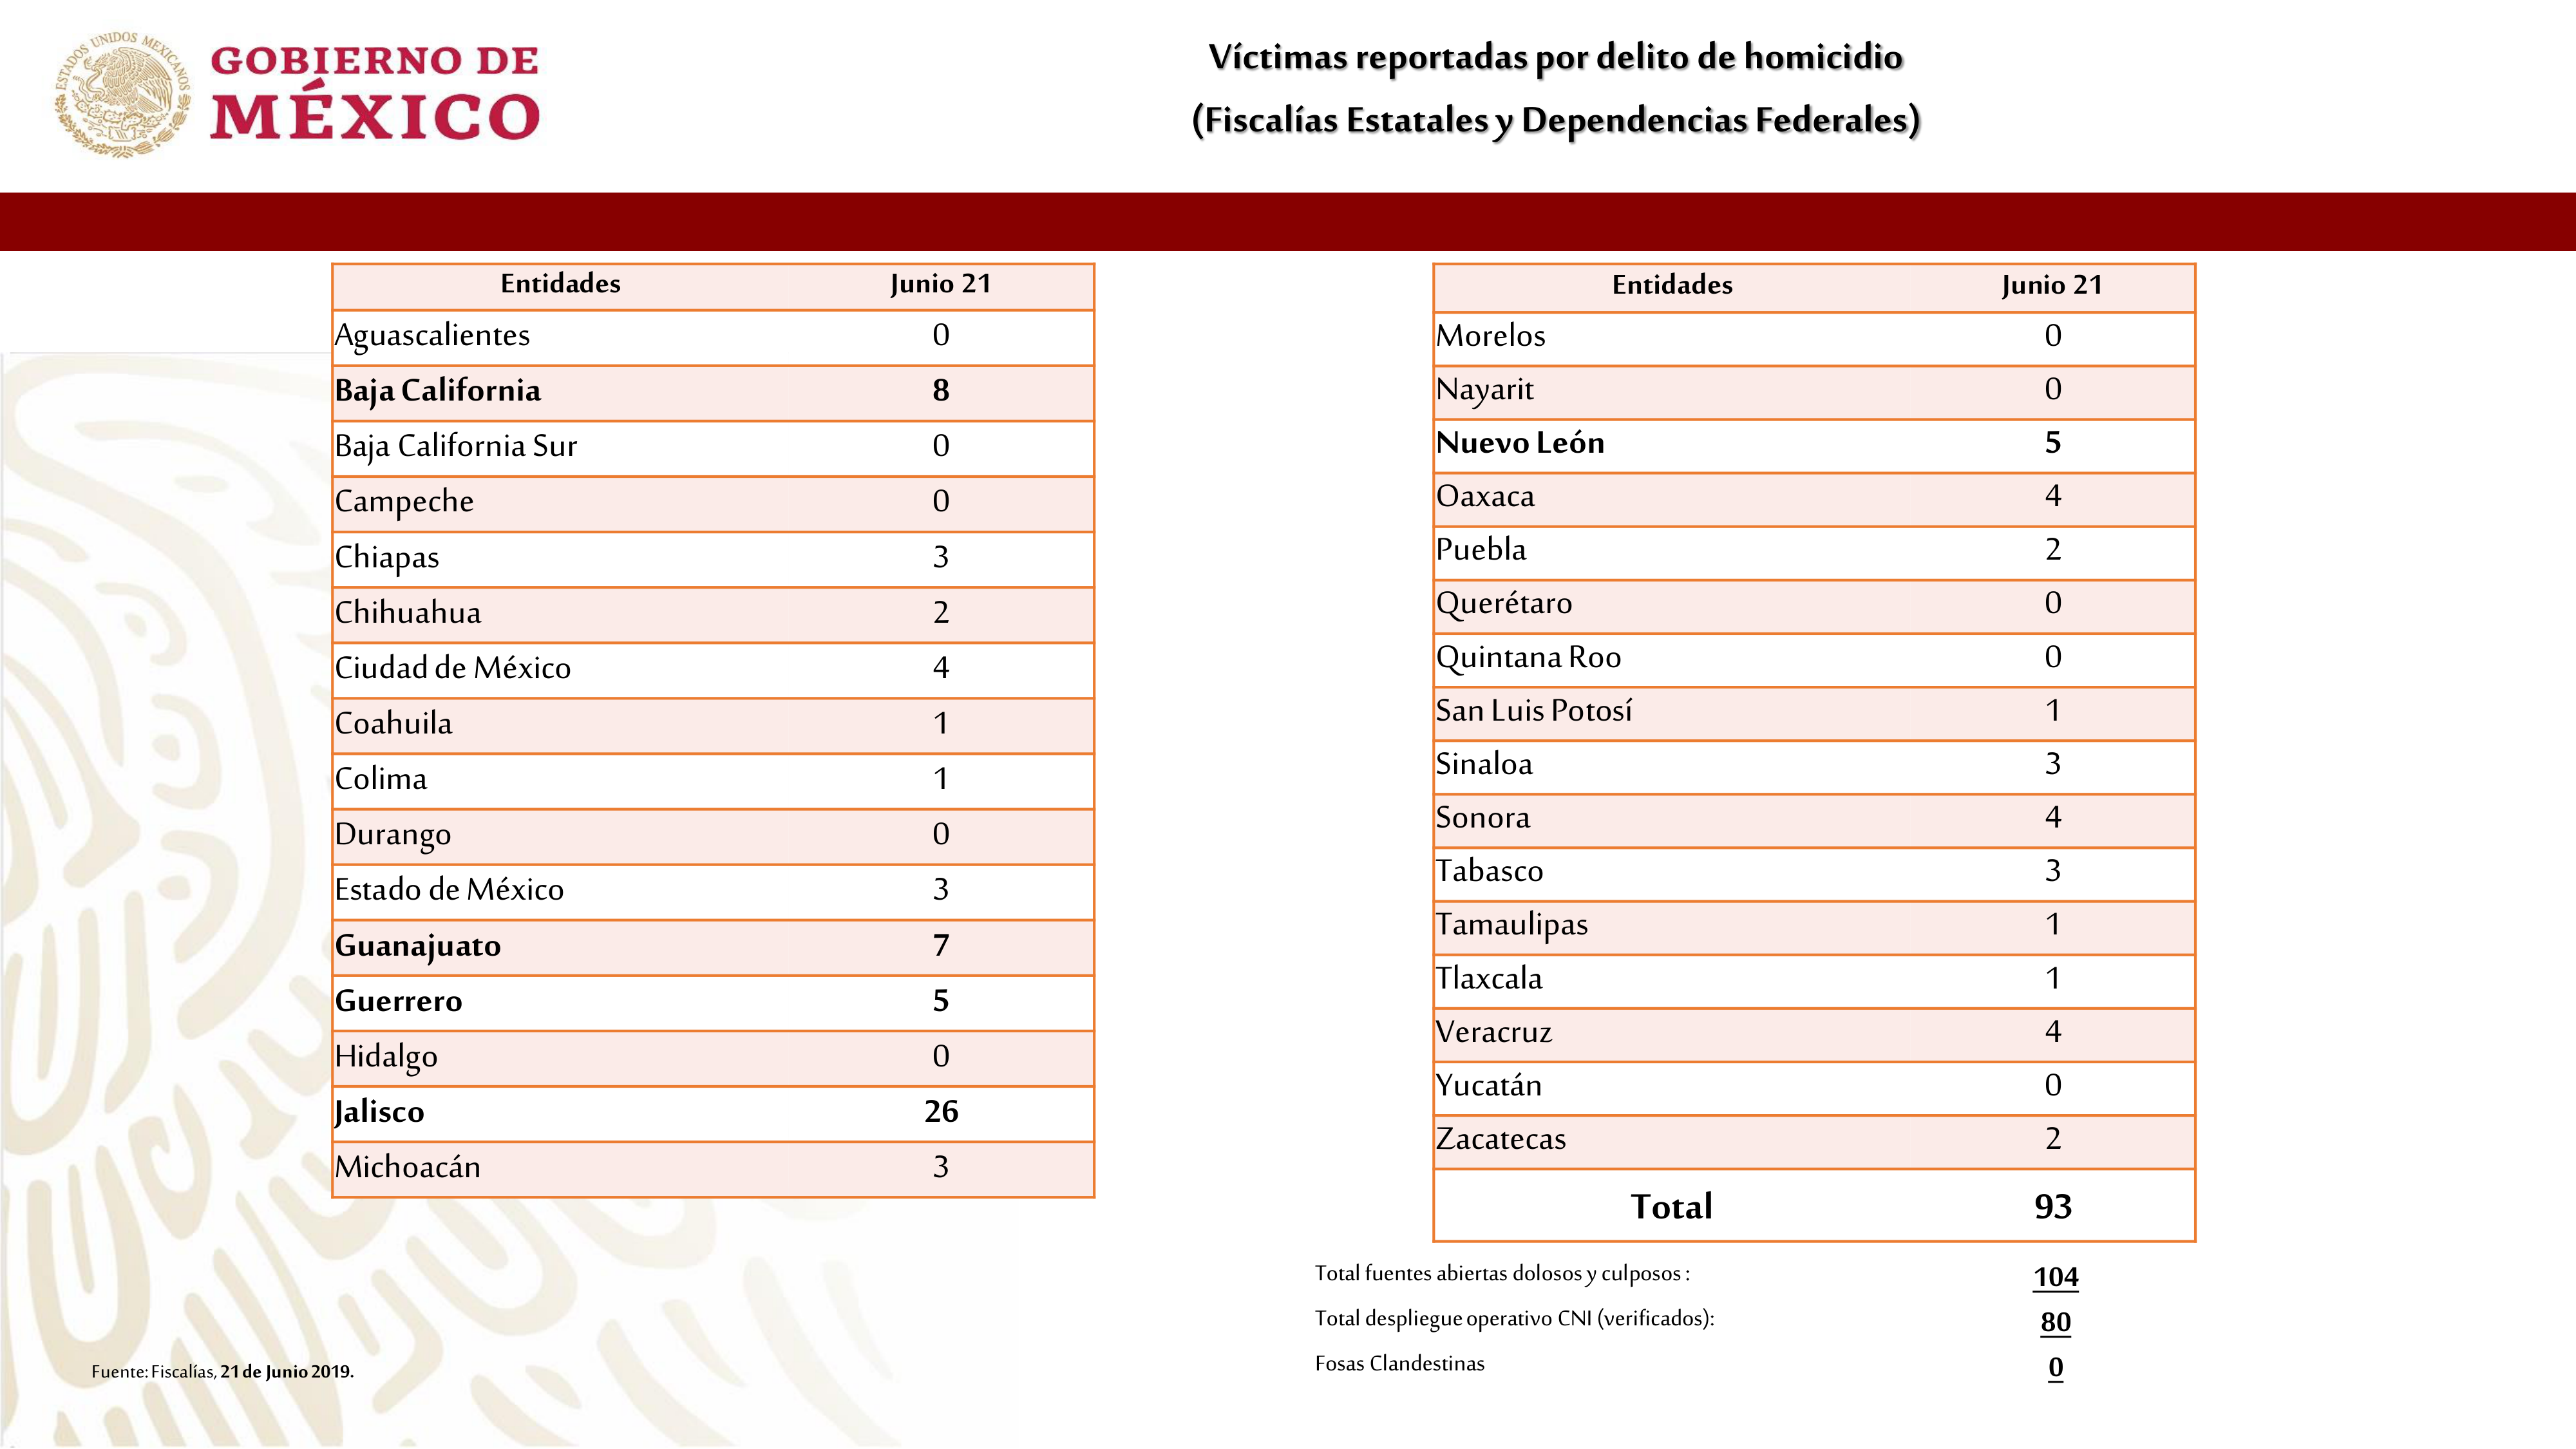 ESTADOS UNIDOS MEXICANOS
GOBIERNO DE
MÉXICO
Víctimas reportadas por delito de homicidio
(Fiscalías Estatales y Dependencias Federales)
Entidades Junio 21
Aguascalientes 0
Baja California 8
Baja California Sur 0
Campeche 0
Chiapas 3
Chihuahua 2
Ciudad de México 4
Coahuila 1
Colima 1
Durango 0
Estado de México 3
Guanajuato 7
Guerrero 5
Hidalgo 0
Jalisco 26
Michoacán 3
Entidades Junio 21
Morelos 0
Nayarit 0
Nuevo León 5
Oaxaca 4
Puebla 2
Querétaro 0
Quintana Roo 0
San Luis Potosí 1
Sinaloa 3
Sonora 4
Tabasco 3
Tamaulipas 1
Tlaxcala 1
Veracruz 4
Yucatán 0
Zacatecas 2
Total 93
Total fuentes abiertas dolosos y culposos : 104
Total despliegue operativo CNI (verificados): 80
Fosas Clandestinas 0
Fuente: Fiscalías, 21 de Junio 2019.